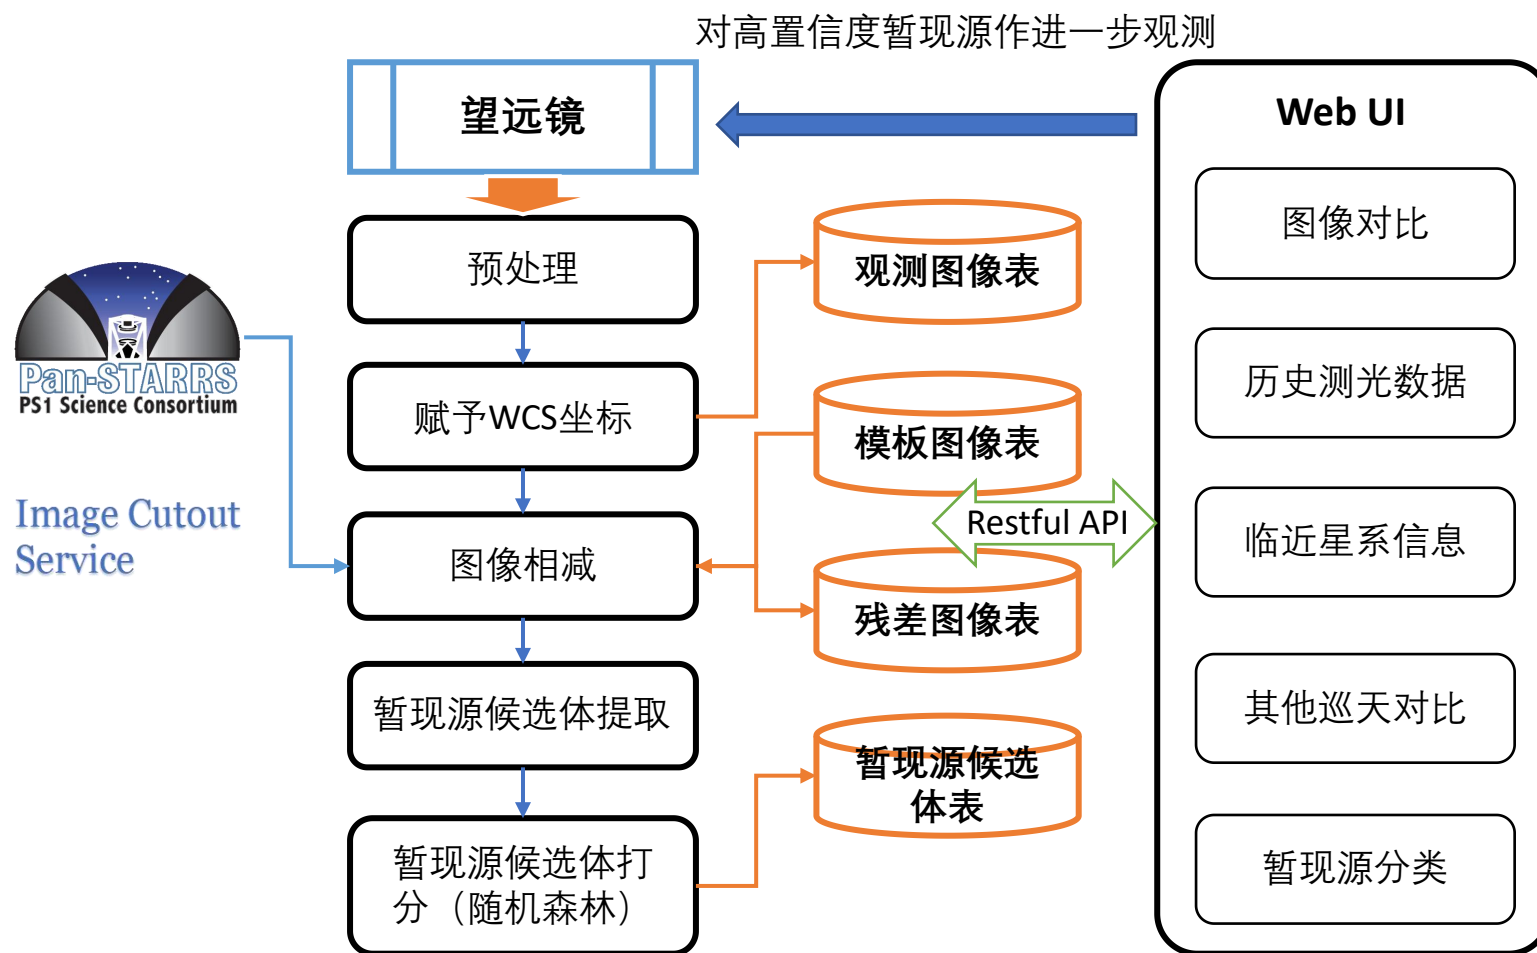 对高置信度暂现源作进一步观测
望远镜
预处理
赋予WCS坐标
图像相减
暂现源候选体提取
暂现源候选体打
分（随机森林）
Pan-STARRS
PS1 Science Consortium
Image Cutout
Service
观测图像表
模板图像表
残差图像表
暂现源候选
体表
Restful API
Web UI
图像对比
历史测光数据
临近星系信息
其他巡天对比
暂现源分类